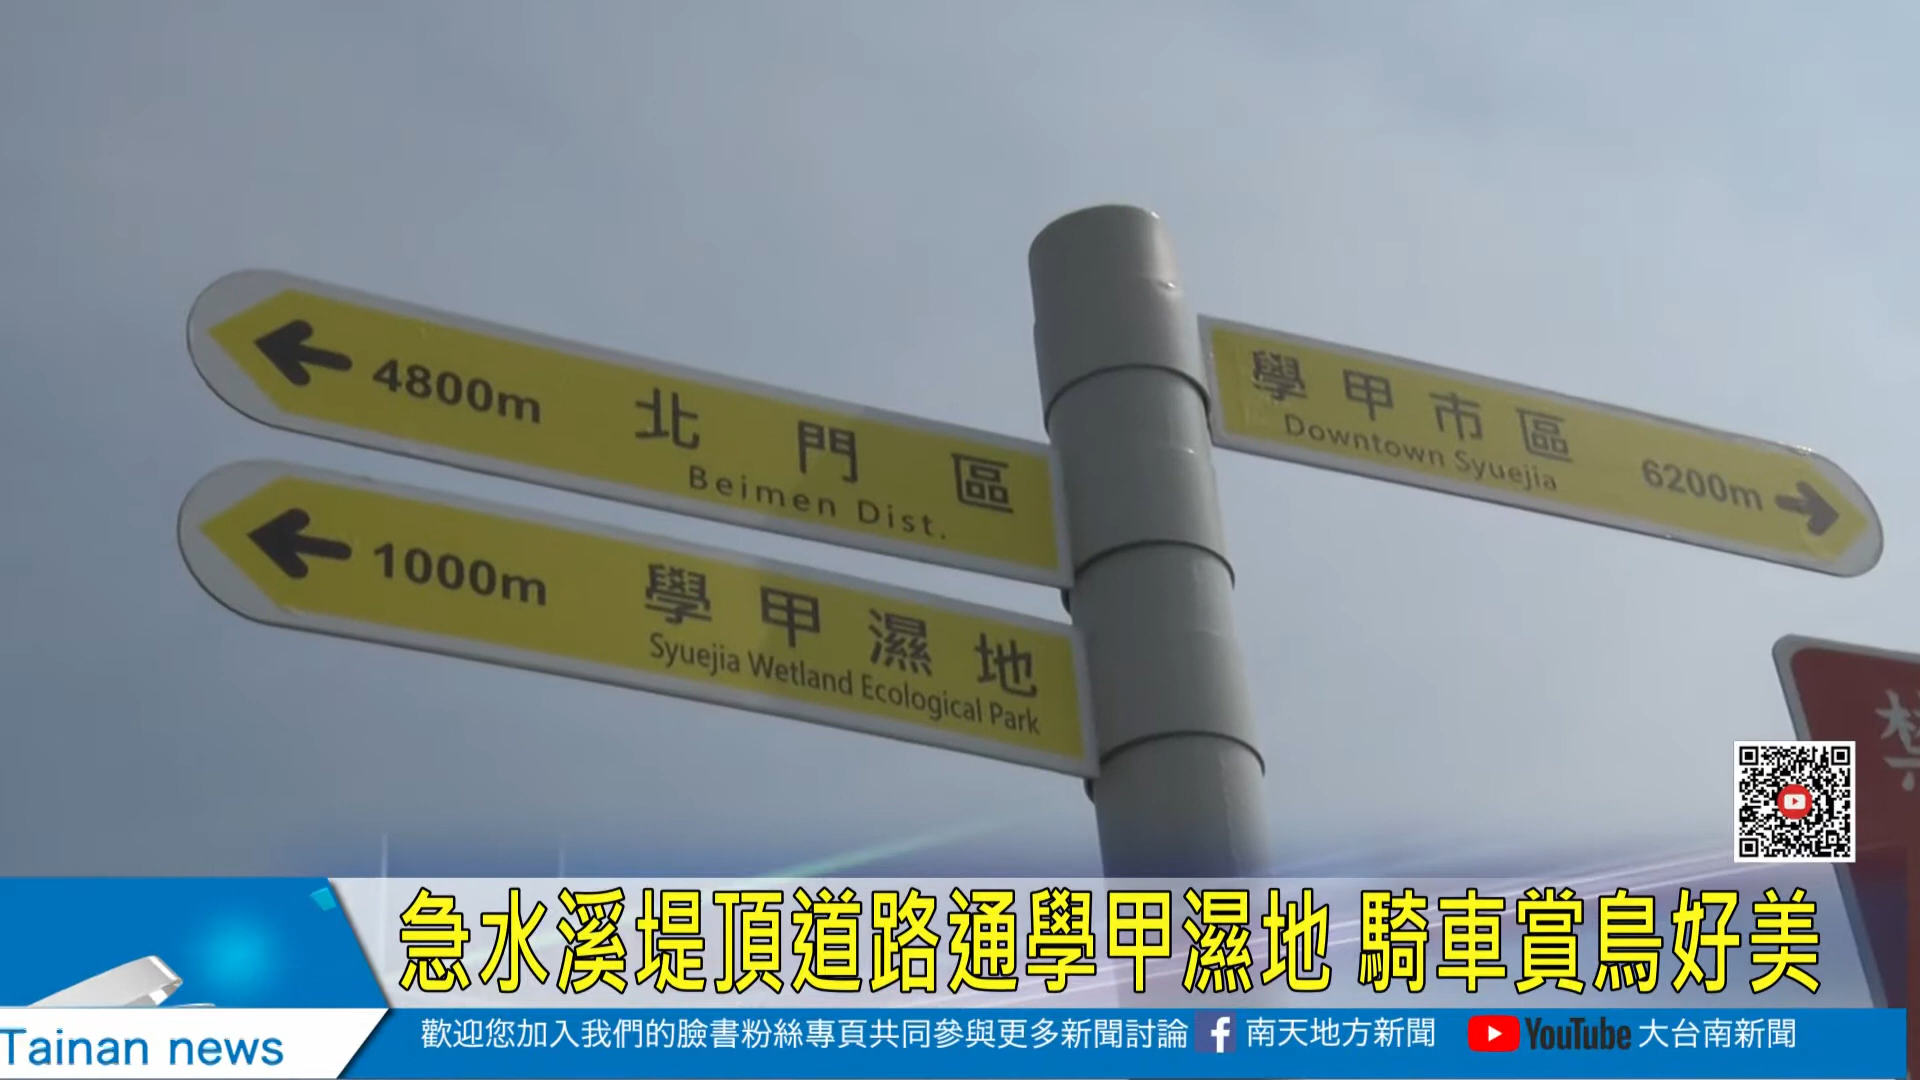 4800m 北門區
Beimen Dist.
1000m 學甲濕地
Syuejia Wetland Ecological Park
學甲市區
Downtown Syuejia 6200m
禁
急水溪堤頂道路通學甲濕地 騎車賞鳥好美
Tainan news
歡迎您加入我們的臉書粉絲專頁共同參與更多新聞討論 南天地方新聞 YouTube 大台南新聞